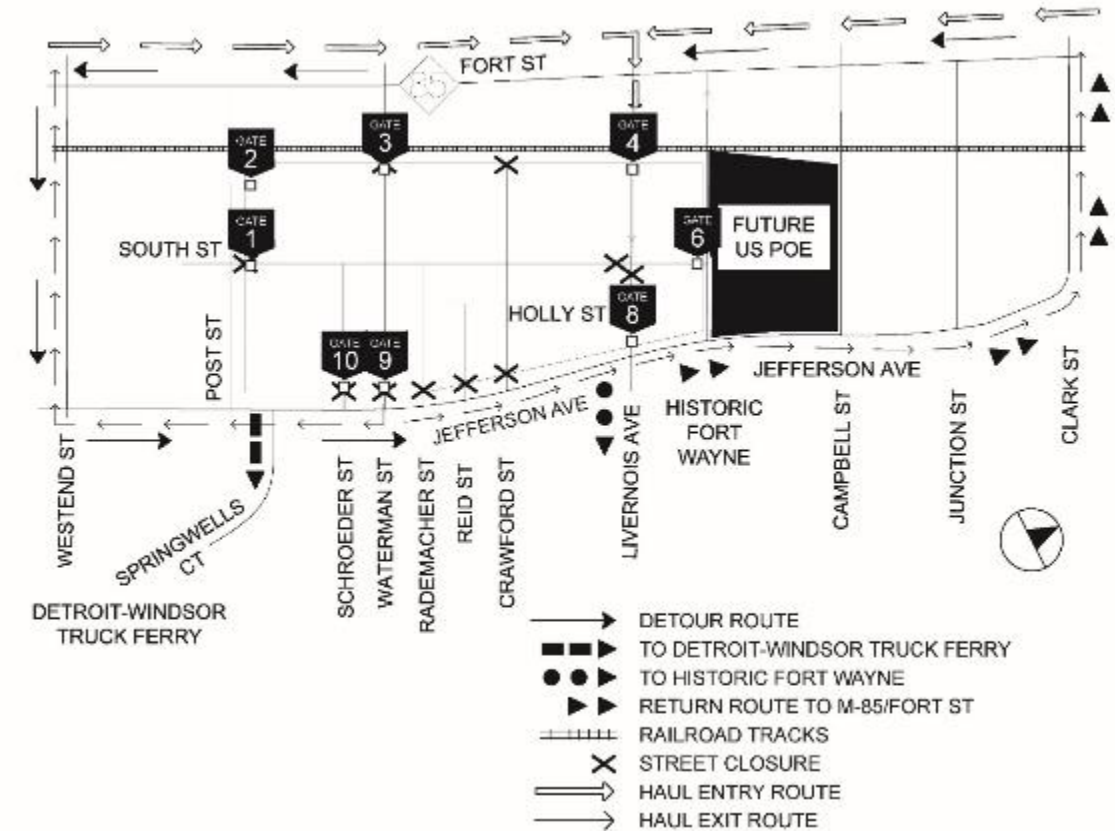 FORT ST
85
GATE
2
GATE
3
GATE
4
GATE
1
SOUTH ST
GATE
6
FUTURE
US POE
HOLLY ST
GATE
8
POST ST
GATE
10
GATE
9
JEFFERSON AVE
JEFFERSON AVE
HISTORIC
FORT
WAYNE
WESTEND ST
SPRINGWELLS
CT
SCHROEDER ST
WATERMAN ST
RADEMACHER ST
REID ST
CRAWFORD ST
LIVERNOIS AVE
CAMPBELL ST
JUNCTION ST
CLARK ST
DETROIT-WINDSOR
TRUCK FERRY
DETOUR ROUTE
TO DETROIT-WINDSOR TRUCK FERRY
TO HISTORIC FORT WAYNE
RETURN ROUTE TO M-85/FORT ST
RAILROAD TRACKS
STREET CLOSURE
HAUL ENTRY ROUTE
HAUL EXIT ROUTE